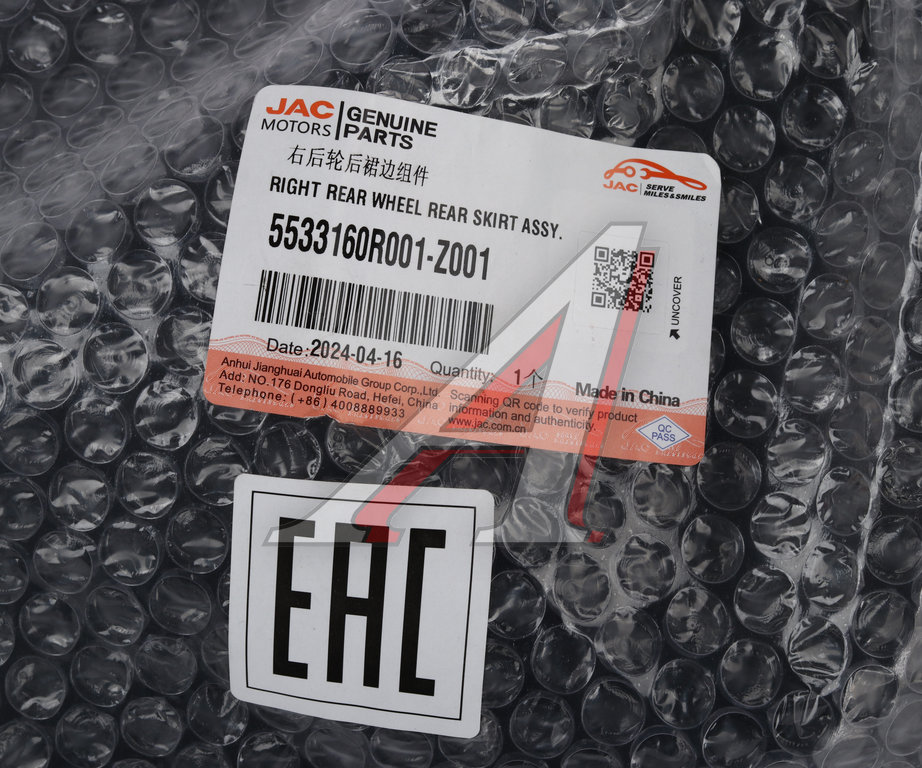 JAC MOTORS GENUINE PARTS
右后轮后裙边组件
RIGHT REAR WHEEL REAR SKIRT ASSY.
JAC SERVE MILES&SMILES
5533160R001-Z001
UNCOVER
Date:2024-04-16
Quantity: 1个
Made in China
Anhui Jianghuai Automobile Group Corp.,Ltd
Add: NO.176 Dongliu Road, Hefei, China
Telephone: (+86) 4008889933
Scanning QR code to verify product
information and authenticity.
www.jac.com.cn
QC
PASS
EAC